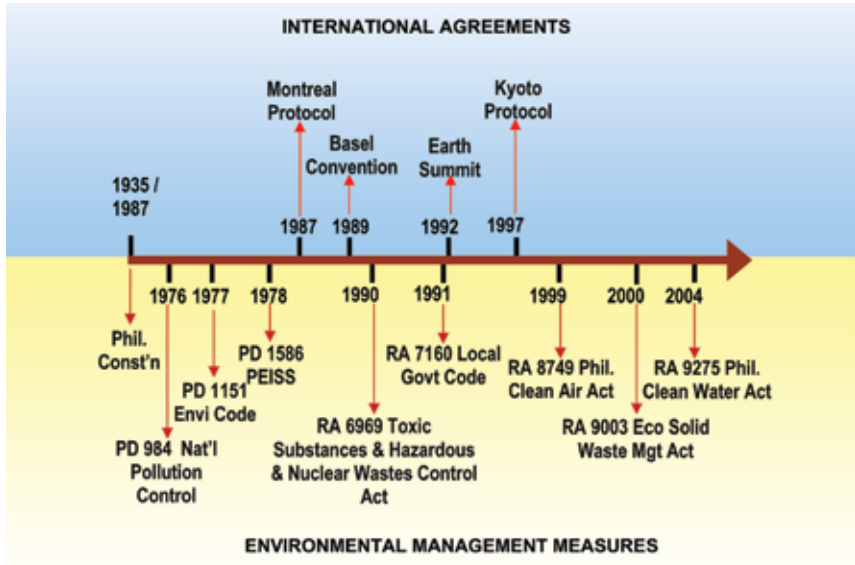 INTERNATIONAL AGREEMENTS
Montreal
Protocol
Kyoto
Protocol
Basel
Convention
Earth
Summit
1935 /
1987
1987
1989
1992
1997
1976
1977
1978
1990
1991
1999
2000
2004
Phil.
Const'n
PD 984 Nat'l
Pollution
Control
PD 1151
Envi Code
PD 1586
PEISS
RA 6969 Toxic
Substances & Hazardous
& Nuclear Wastes Control
Act
RA 7160 Local
Govt Code
RA 8749 Phil.
Clean Air Act
RA 9003 Eco Solid
Waste Mgt Act
RA 9275 Phil.
Clean Water Act
ENVIRONMENTAL MANAGEMENT MEASURES